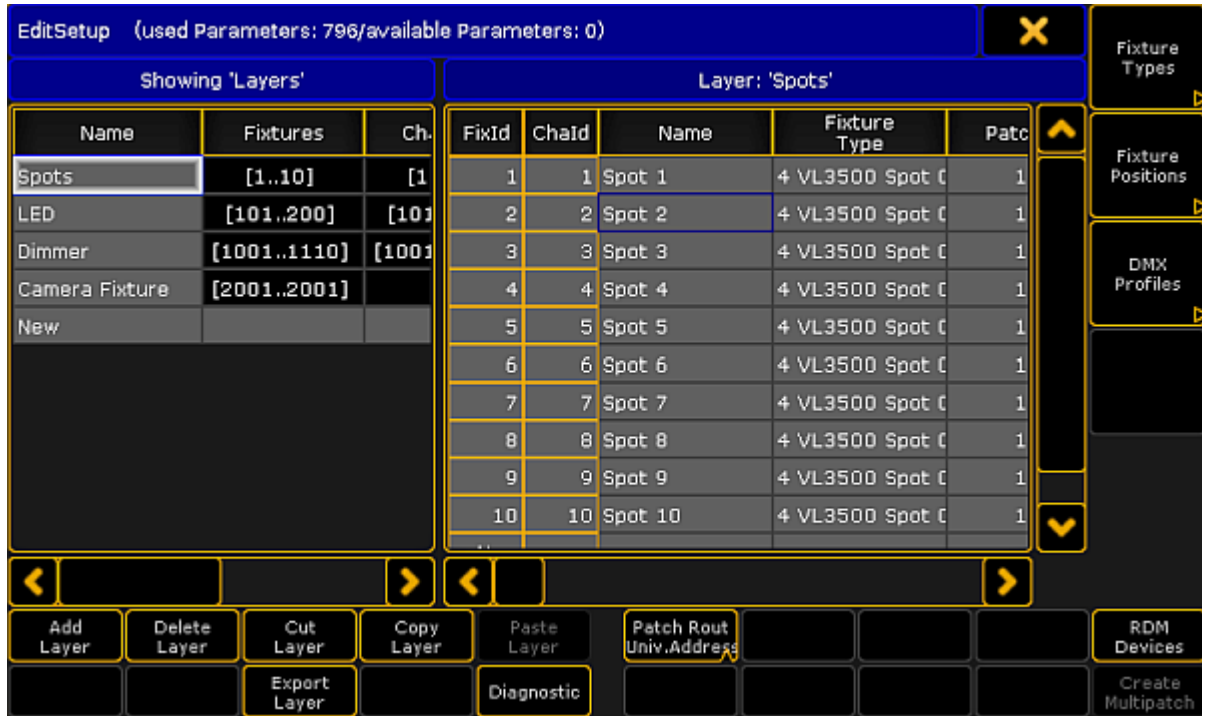 EditSetup (used Parameters: 796/available Parameters: 0)
Fixture
Types
Showing 'Layers'
Layer: 'Spots'
Name Fixtures Ch
FixId ChaId Name Fixture
Type Patc
Spots [1..10] [1
LED [101..200] [101
Dimmer [1001..1110] [1001
Camera Fixture [2001..2001]
New
1 1 Spot 1 4 VL3500 Spot 1
2 2 Spot 2 4 VL3500 Spot 1
3 3 Spot 3 4 VL3500 Spot 1
4 4 Spot 4 4 VL3500 Spot 1
5 5 Spot 5 4 VL3500 Spot 1
6 6 Spot 6 4 VL3500 Spot 1
7 7 Spot 7 4 VL3500 Spot 1
8 8 Spot 8 4 VL3500 Spot 1
9 9 Spot 9 4 VL3500 Spot 1
10 10 Spot 10 4 VL3500 Spot 1
Fixture
Positions
DMX
Profiles
Add
Layer
Delete
Layer
Cut
Layer
Copy
Layer
Paste
Layer
Patch Rout
Univ.Address
RDM
Devices
Export
Layer
Diagnostic
Create
Multipatch